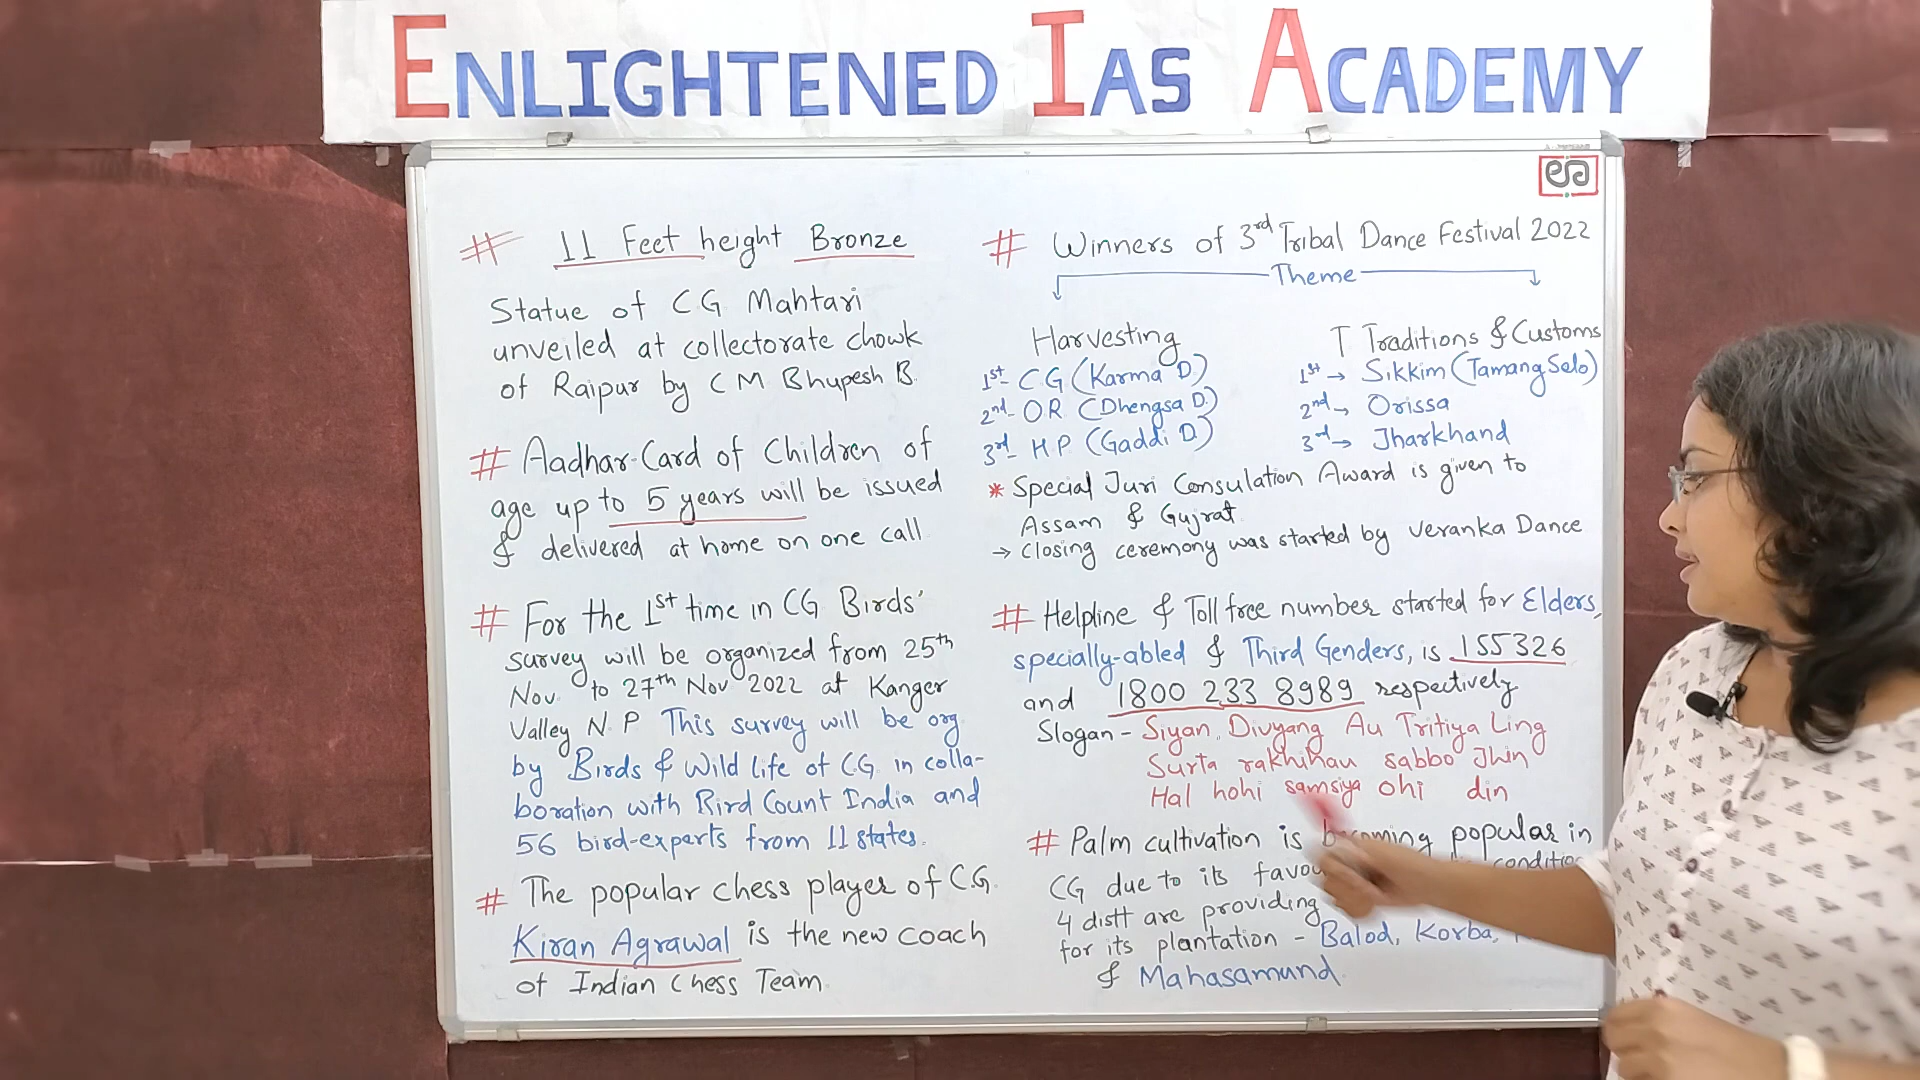 ENLIGHTENED IAS ACADEMY
# 11 Feet height Bronze
Statue of CG Mahtari
unveiled at collectorate chowk
of Raipur by CM Bhupesh B.
# Aadhar-Card of Children of
age up to 5 years will be issued
& delivered at home on one call
# For the 1st time in CG Birds'
survey will be organized from 25th
Nov to 27th Nov 2022 at Kanger
Valley N.P This survey will be org
by Birds & Wild life of CG in colla-
boration with Bird Count India and
56 bird-experts from 11 states.
# The popular chess player of CG.
Kiran Agrawal is the new coach
of Indian Chess Team
# Winners of 3rd Tribal Dance Festival 2022
Theme
Harvesting
1st- CG (Karma D.)
2nd- OR (Dhengsa D.)
3rd- H.P (Gaddi D.)
T Traditions & Customs
1st → Sikkim (Tamang Selo)
2nd → Orissa
3rd → Jharkhand
* Special Juri Consulation Award is given to
Assam & Gujrat
→ Closing ceremony was started by Veranka Dance
# Helpline & Toll free number started for Elders,
specially-abled & Third Genders, is 155326
and 1800 233 8989 respectively
Slogan - Siyan, Divyang Au Tritiya Ling
Surta rakhihau sabbo Jhin
Hal hohi samsiya ohi din
# Palm cultivation is becoming popular in
CG due to its
4 distt are providing
for its plantation - Balod, Korba,
& Mahasamund.